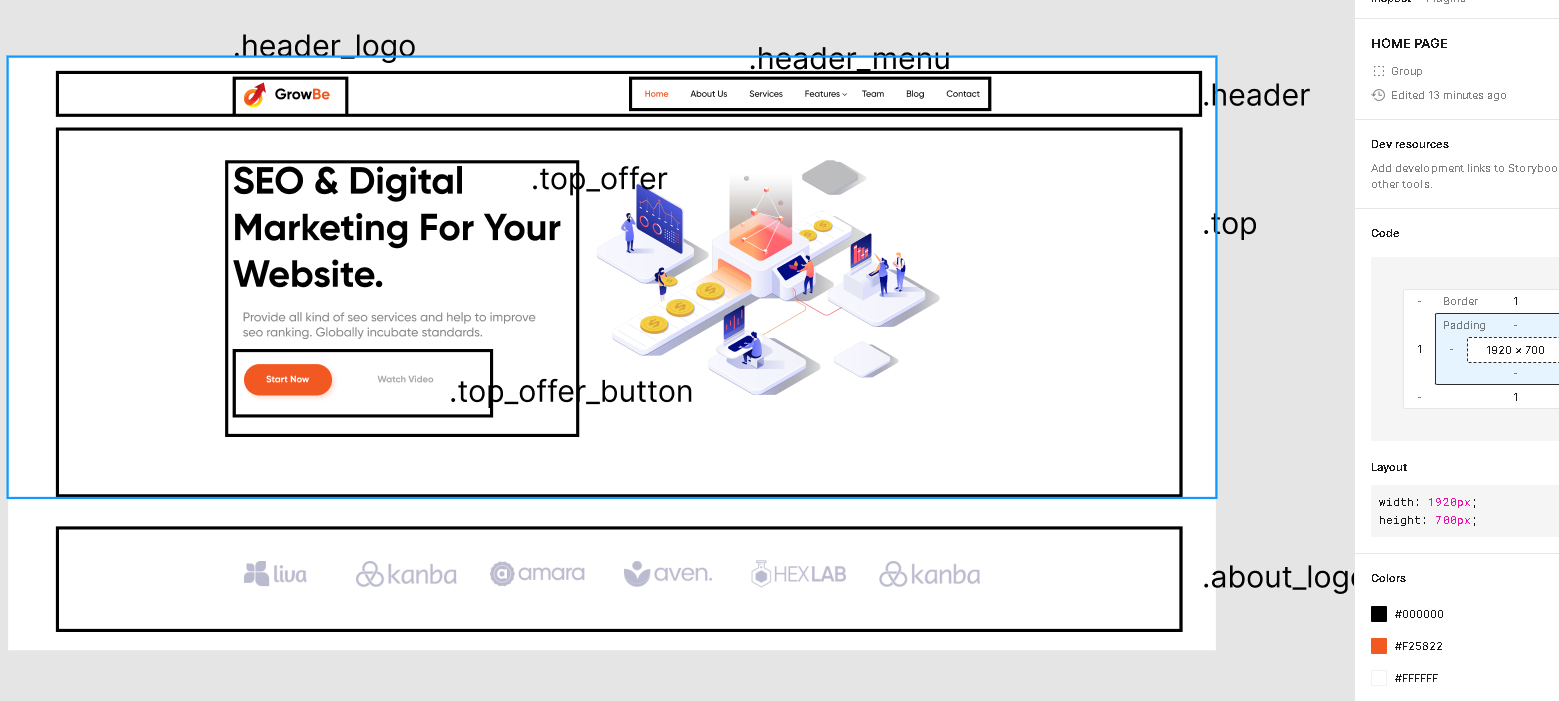 .header_logo
.header_menu
.header
GrowBe
Home About Us Services Features Team Blog Contact
SEO & Digital
Marketing For Your
Website.
.top_offer
.top
Provide all kind of seo services and help to improve
seo ranking. Globally incubate standards.
Start Now
Watch Video
.top_offer_button
liva
kanba
amara
aven.
HEXLAB
kanba
.about_logo
Inspect Plugins
HOME PAGE
Group
Edited 13 minutes ago
Dev resources
Add development links to Storyboo
other tools.
Code
- Border 1
Padding -
1 - 1920 × 700
-
- 1
Layout
width: 1920px;
height: 700px;
Colors
#000000
#F25822
#FFFFFF